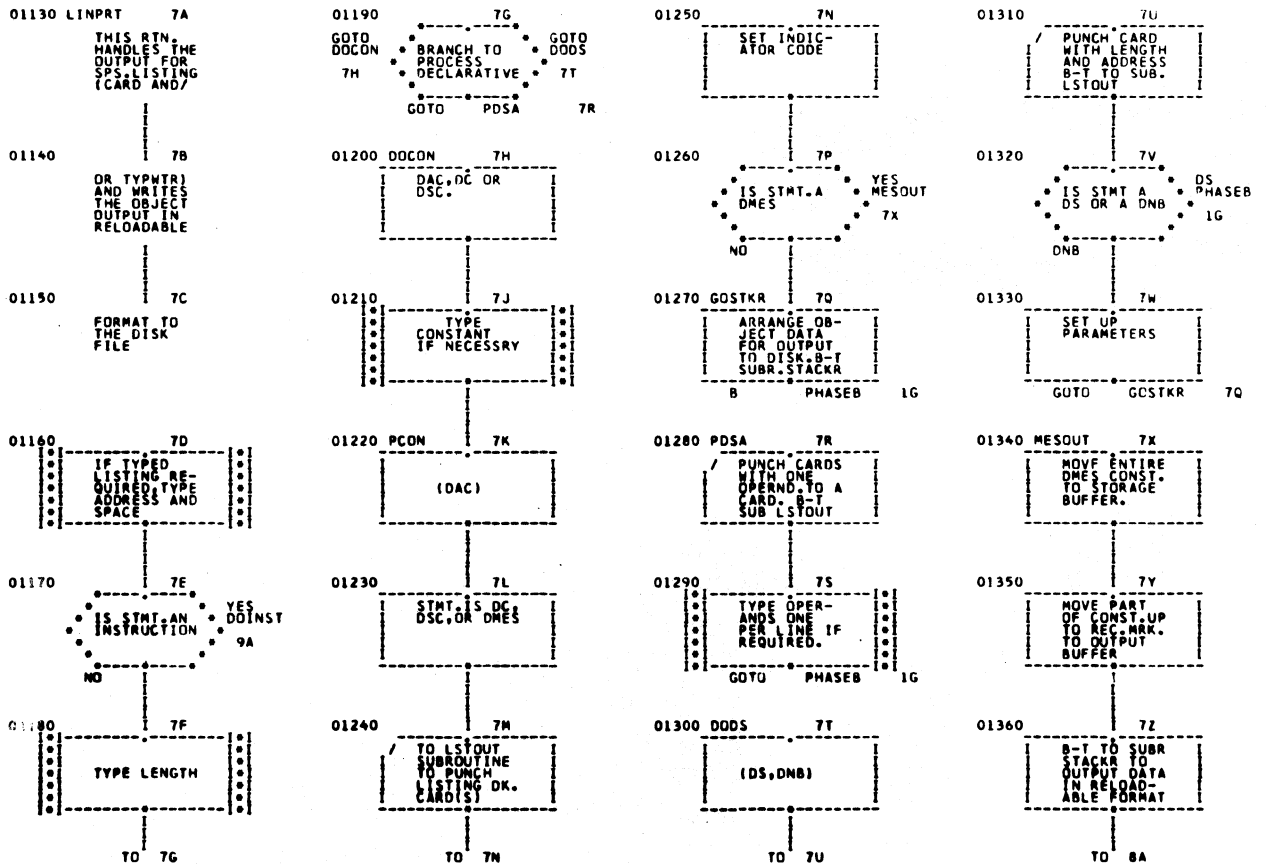 01130 LINPRT 7A
THIS RTN.
HANDLES THE
OUTPUT FOR
SPS.LISTING
(CARD AND/
01140 7B
OR TYPWTR)
AND WRITES
THE OBJECT
OUTPUT IN
RELOADABLE
01150 7C
FORMAT TO
THE DISK
FILE
01160 7D
IF TYPED
LISTING RE-
QUIRED,TYPE
ADDRESS AND
SPACE
01170 7E
IS STMT.AN
INSTRUCTION
YES
DOINST
9A
NO
01180 7F
TYPE LENGTH
TO 7G
01190 7G
GOTO
DOCON
7H
BRANCH TO
PROCESS
DECLARATIVE
GOTO
DODS
7T
GOTO PDSA 7R
01200 DOCON 7H
DAC,DC OR
DSC.
01210 7J
TYPE
CONSTANT
IF NECESSRY
01220 PCON 7K
(DAC)
01230 7L
STMT.IS DC,
DSC,OR DMES
01240 7M
/ TO LSTOUT
SUBROUTINE
TO PUNCH
LISTING DK.
CARD(S)
TO 7N
01250 7N
SET INDIC-
ATOR CODE
01260 7P
IS STMT.A
DMES
YES
MESOUT
7X
NO
01270 GOSTKR 7Q
ARRANGE OB-
JECT DATA
FOR OUTPUT
TO DISK.B-T
SUBR.STACKR
B PHASEB 1G
01280 PDSA 7R
/ PUNCH CARDS
WITH ONE
OPERND.TO A
CARD. B-T
SUB LSTOUT
01290 7S
TYPE OPER-
ANDS ONE
PER LINE IF
REQUIRED.
GOTO PHASEB 1G
01300 DODS 7T
(DS,DNB)
TO 7U
01310 7U
/ PUNCH CARD
WITH LENGTH
AND ADDRESS
B-T TO SUB.
LSTOUT
01320 7V
IS STMT A
DS OR A DNB
DS
PHASEB
1G
DNB
01330 7W
SET UP
PARAMETERS
GOTO GOSTKR 7Q
01340 MESOUT 7X
MOVE ENTIRE
DMES CONST.
TO STORAGE
BUFFER.
01350 7Y
MOVE PART
OF CONST.UP
TO REC.MRK.
TO OUTPUT
BUFFER
01360 7Z
B-T TO SUBR
STACKR TO
OUTPUT DATA
IN RELOAD-
ABLE FORMAT
TO 8A